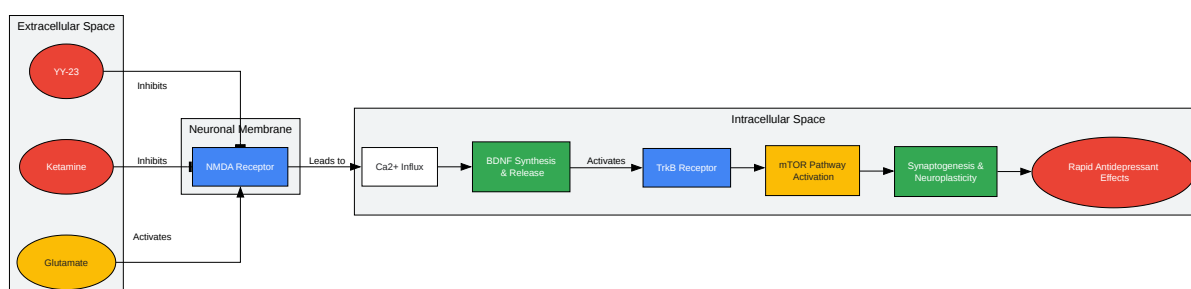 Extracellular Space
YY-23
Inhibits
Neuronal Membrane
Intracellular Space
Ketamine
Inhibits
NMDA Receptor
Leads to
Ca2+ Influx
BDNF Synthesis
& Release
Activates
TrkB Receptor
mTOR Pathway
Activation
Synaptogenesis &
Neuroplasticity
Rapid Antidepressant
Effects
Activates
Glutamate